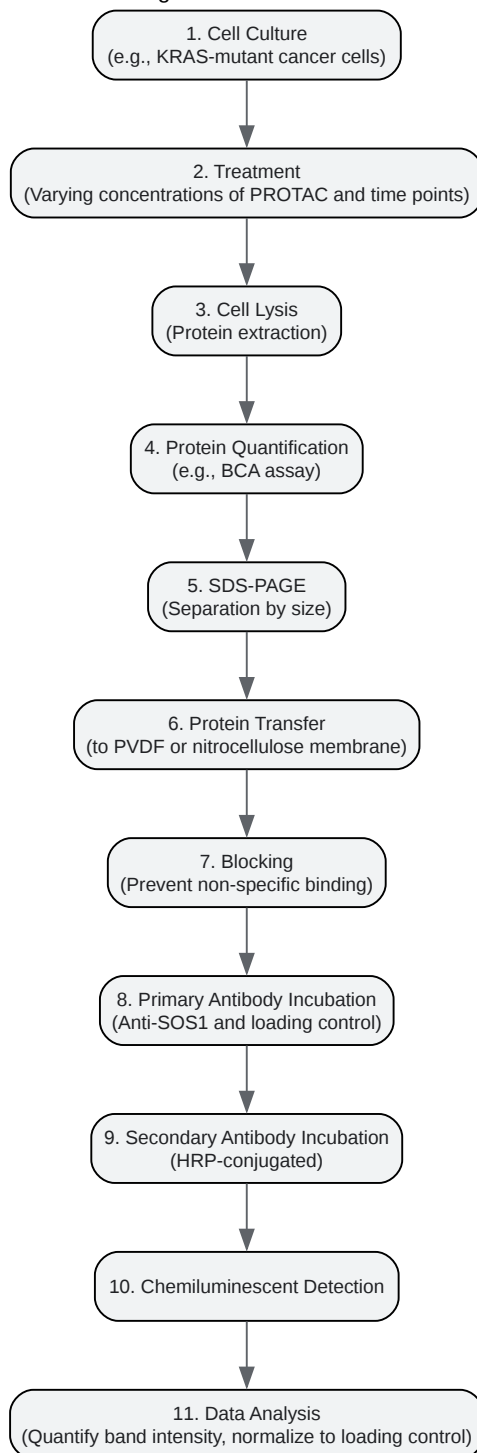 1. Cell Culture
(e.g., KRAS-mutant cancer cells)
2. Treatment
(Varying concentrations of PROTAC and time points)
3. Cell Lysis
(Protein extraction)
4. Protein Quantification
(e.g., BCA assay)
5. SDS-PAGE
(Separation by size)
6. Protein Transfer
(to PVDF or nitrocellulose membrane)
7. Blocking
(Prevent non-specific binding)
8. Primary Antibody Incubation
(Anti-SOS1 and loading control)
9. Secondary Antibody Incubation
(HRP-conjugated)
10. Chemiluminescent Detection
11. Data Analysis
(Quantify band intensity, normalize to loading control)